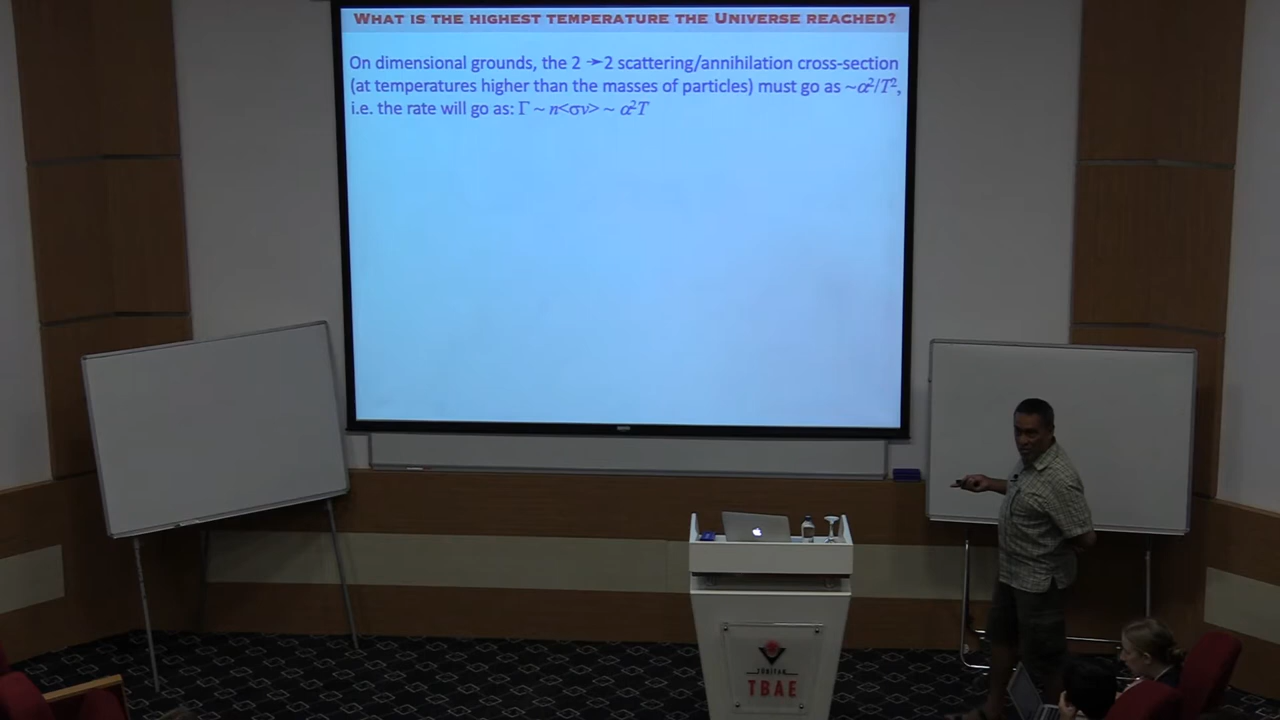 WHAT IS THE HIGHEST TEMPERATURE THE UNIVERSE REACHED?
On dimensional grounds, the 2 → 2 scattering/annihilation cross-section
(at temperatures higher than the masses of particles) must go as ~α²/T²,
i.e. the rate will go as: Γ ~ n<σv> ~ α²T
TÜBİTAK
TBAE